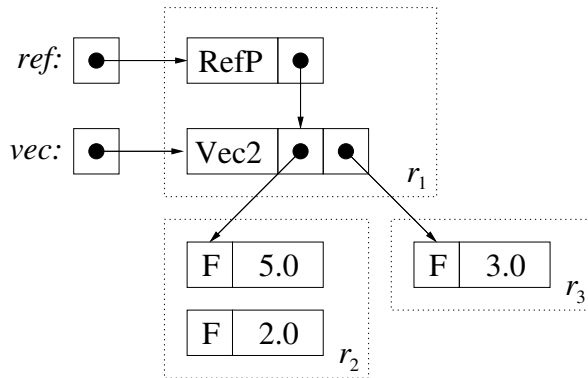 ref: RefP
vec: Vec2
r1
F 5.0 F 3.0
r3
F 2.0 r2